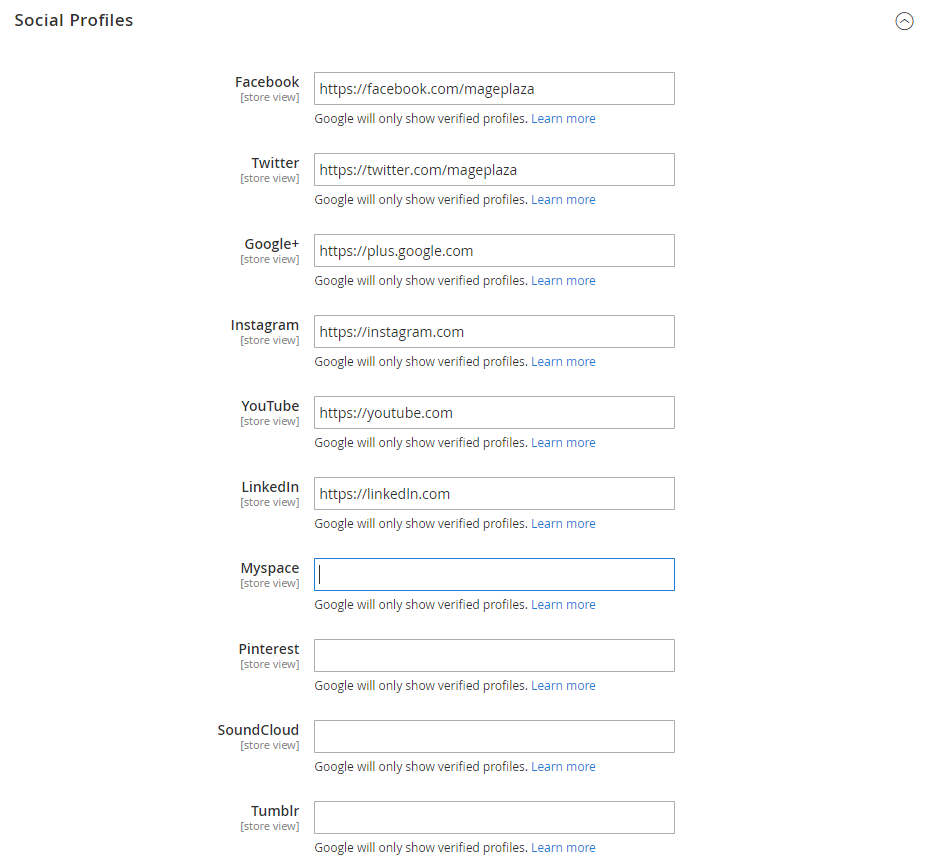 Social Profiles
Facebook
[store view]
https://facebook.com/mageplaza
Google will only show verified profiles. Learn more
Twitter
[store view]
https://twitter.com/mageplaza
Google will only show verified profiles. Learn more
Google+
[store view]
https://plus.google.com
Google will only show verified profiles. Learn more
Instagram
[store view]
https://instagram.com
Google will only show verified profiles. Learn more
YouTube
[store view]
https://youtube.com
Google will only show verified profiles. Learn more
LinkedIn
[store view]
https://linkedIn.com
Google will only show verified profiles. Learn more
Myspace
[store view]
Google will only show verified profiles. Learn more
Pinterest
[store view]
Google will only show verified profiles. Learn more
SoundCloud
[store view]
Google will only show verified profiles. Learn more
Tumblr
[store view]
Google will only show verified profiles. Learn more